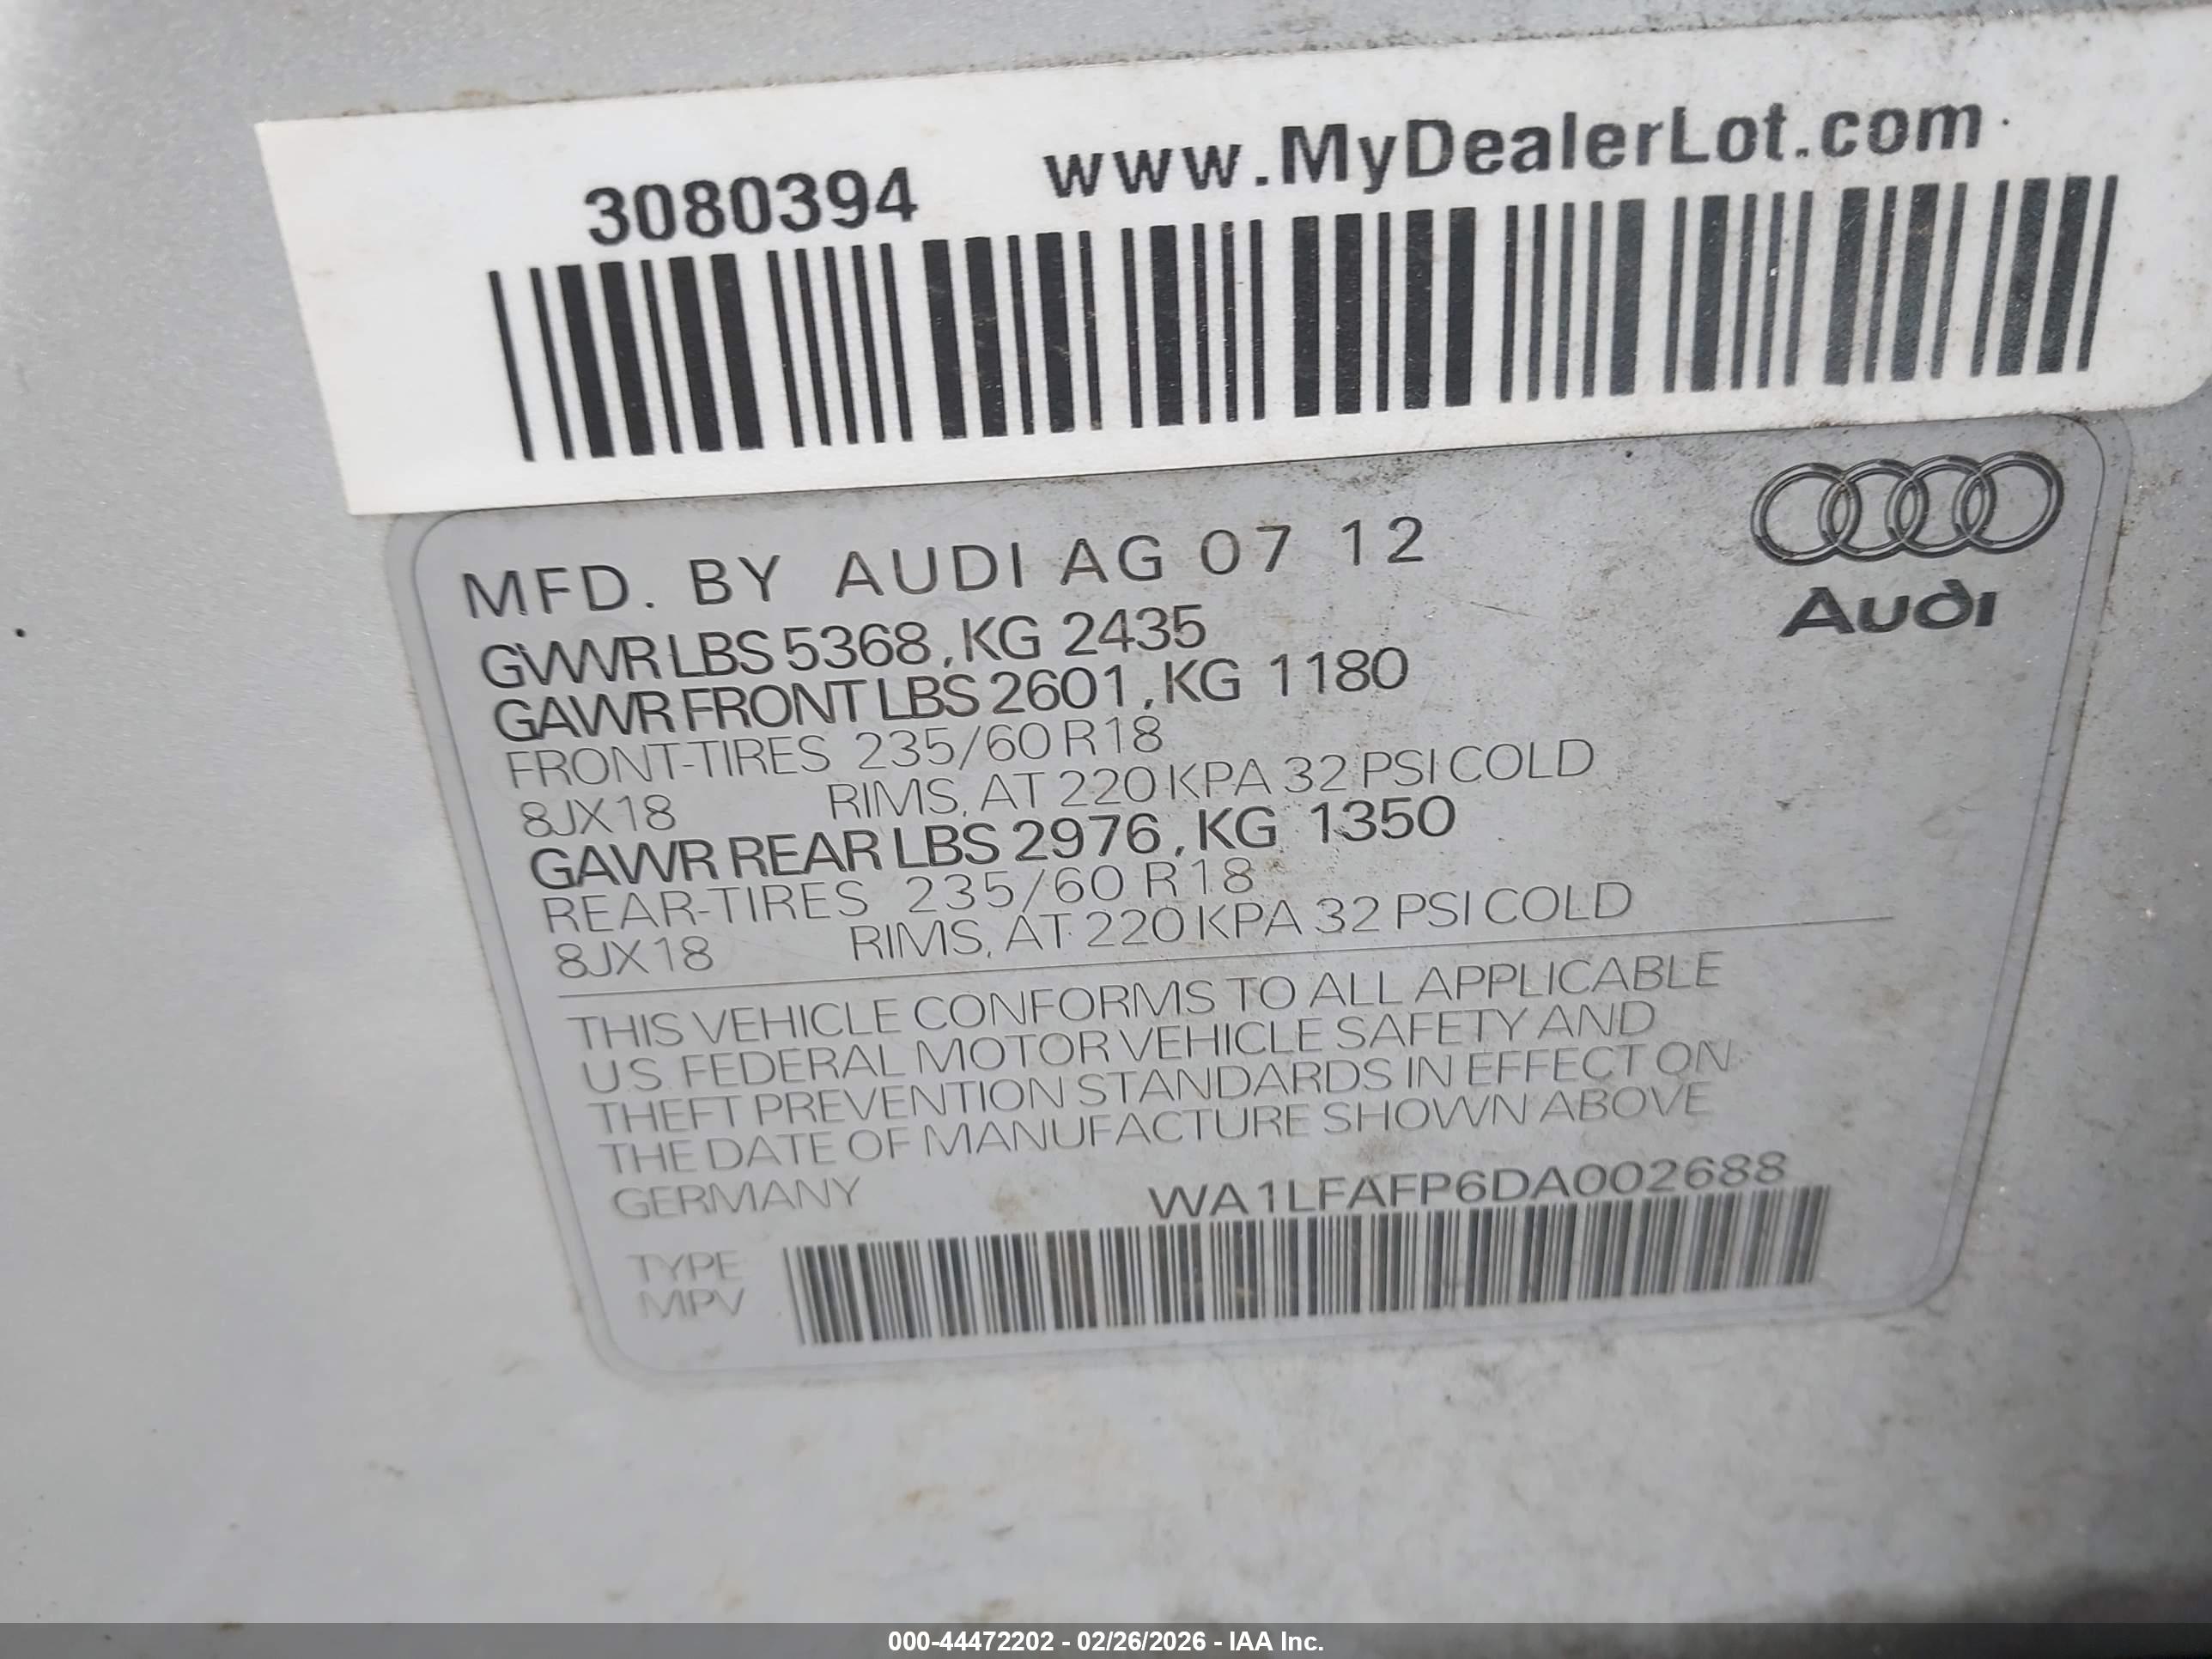 3080394 www.MyDealerLot.com
Audi
MFD. BY AUDI AG 07 12
GVWR LBS 5368, KG 2435
GAWR FRONT LBS 2601, KG 1180
FRONT-TIRES 235/60 R18
8JX18 RIMS, AT 220 KPA 32 PSI COLD
GAWR REAR LBS 2976, KG 1350
REAR-TIRES 235/60 R18
8JX18 RIMS, AT 220 KPA 32 PSI COLD
THIS VEHICLE CONFORMS TO ALL APPLICABLE
U.S. FEDERAL MOTOR VEHICLE SAFETY AND
THEFT PREVENTION STANDARDS IN EFFECT ON
THE DATE OF MANUFACTURE SHOWN ABOVE
GERMANY WA1LFAFP6DA002688
TYPE
MPV
000-44472202 - 02/26/2026 - IAA Inc.